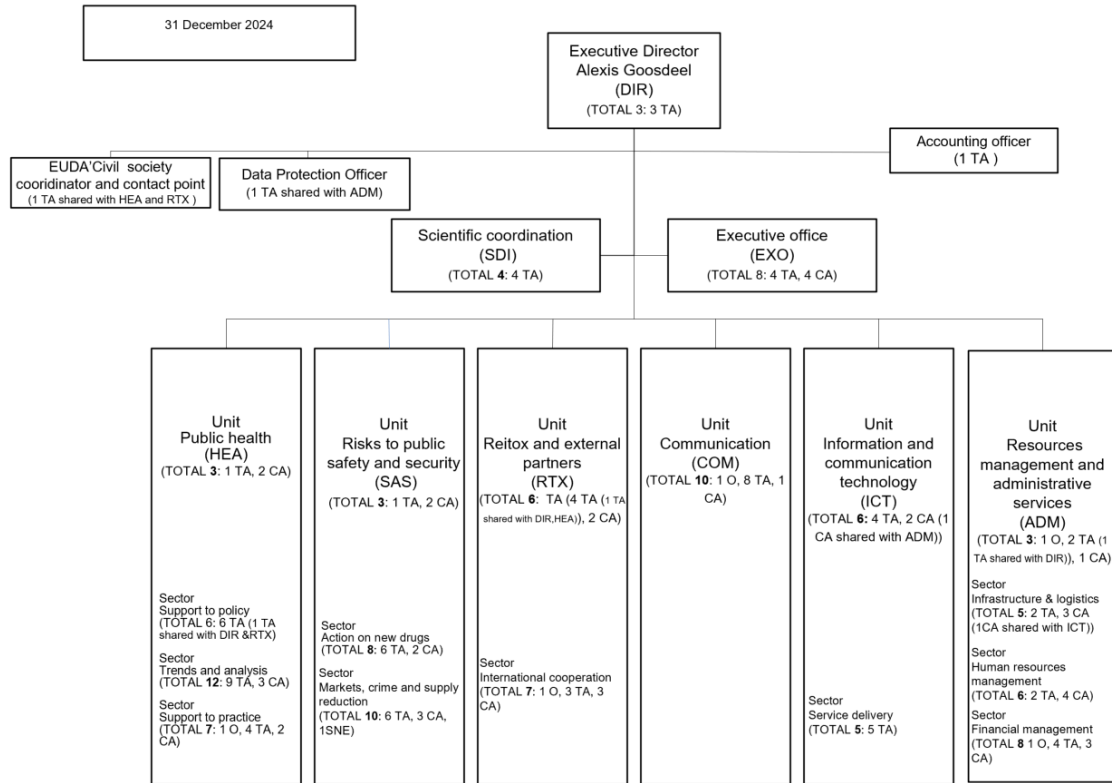 31 December 2024
Executive Director
Alexis Goosdeel
(DIR)
(TOTAL 3: 3 TA)
EUDA'Civil society
cooridinator and contact point
(1 TA shared with HEA and RTX )
Data Protection Officer
(1 TA shared with ADM)
Accounting officer
(1 TA )
Scientific coordination
(SDI)
(TOTAL 4: 4 TA)
Executive office
(EXO)
(TOTAL 8: 4 TA, 4 CA)
Unit
Public health
(HEA)
(TOTAL 3: 1 TA, 2 CA)
Sector
Support to policy
(TOTAL 6: 6 TA (1 TA
shared with DIR &RTX)
Sector
Trends and analysis
(TOTAL 12: 9 TA, 3 CA)
Sector
Support to practice
(TOTAL 7: 1 O, 4 TA, 2
CA)
Unit
Risks to public
safety and security
(SAS)
(TOTAL 3: 1 TA, 2 CA)
Sector
Action on new drugs
(TOTAL 8: 6 TA, 2 CA)
Sector
Markets, crime and supply
reduction
(TOTAL 10: 6 TA, 3 CA,
1SNE)
Unit
Reitox and external
partners
(RTX)
(TOTAL 6: TA (4 TA (1 TA
shared with DIR,HEA)), 2 CA)
Sector
International cooperation
(TOTAL 7: 1 O, 3 TA, 3
CA)
Unit
Communication
(COM)
(TOTAL 10: 1 O, 8 TA, 1
CA)
Unit
Information and
communication
technology
(ICT)
(TOTAL 6: 4 TA, 2 CA (1
CA shared with ADM))
Sector
Service delivery
(TOTAL 5: 5 TA)
Unit
Resources
management and
administrative
services
(ADM)
(TOTAL 3: 1 O, 2 TA (1
TA shared with DIR)), 1 CA)
Sector
Infrastructure & logistics
(TOTAL 5: 2 TA, 3 CA
(1CA shared with ICT))
Sector
Human resources
management
(TOTAL 6: 2 TA, 4 CA)
Sector
Financial management
(TOTAL 8 1 O, 4 TA, 3
CA)